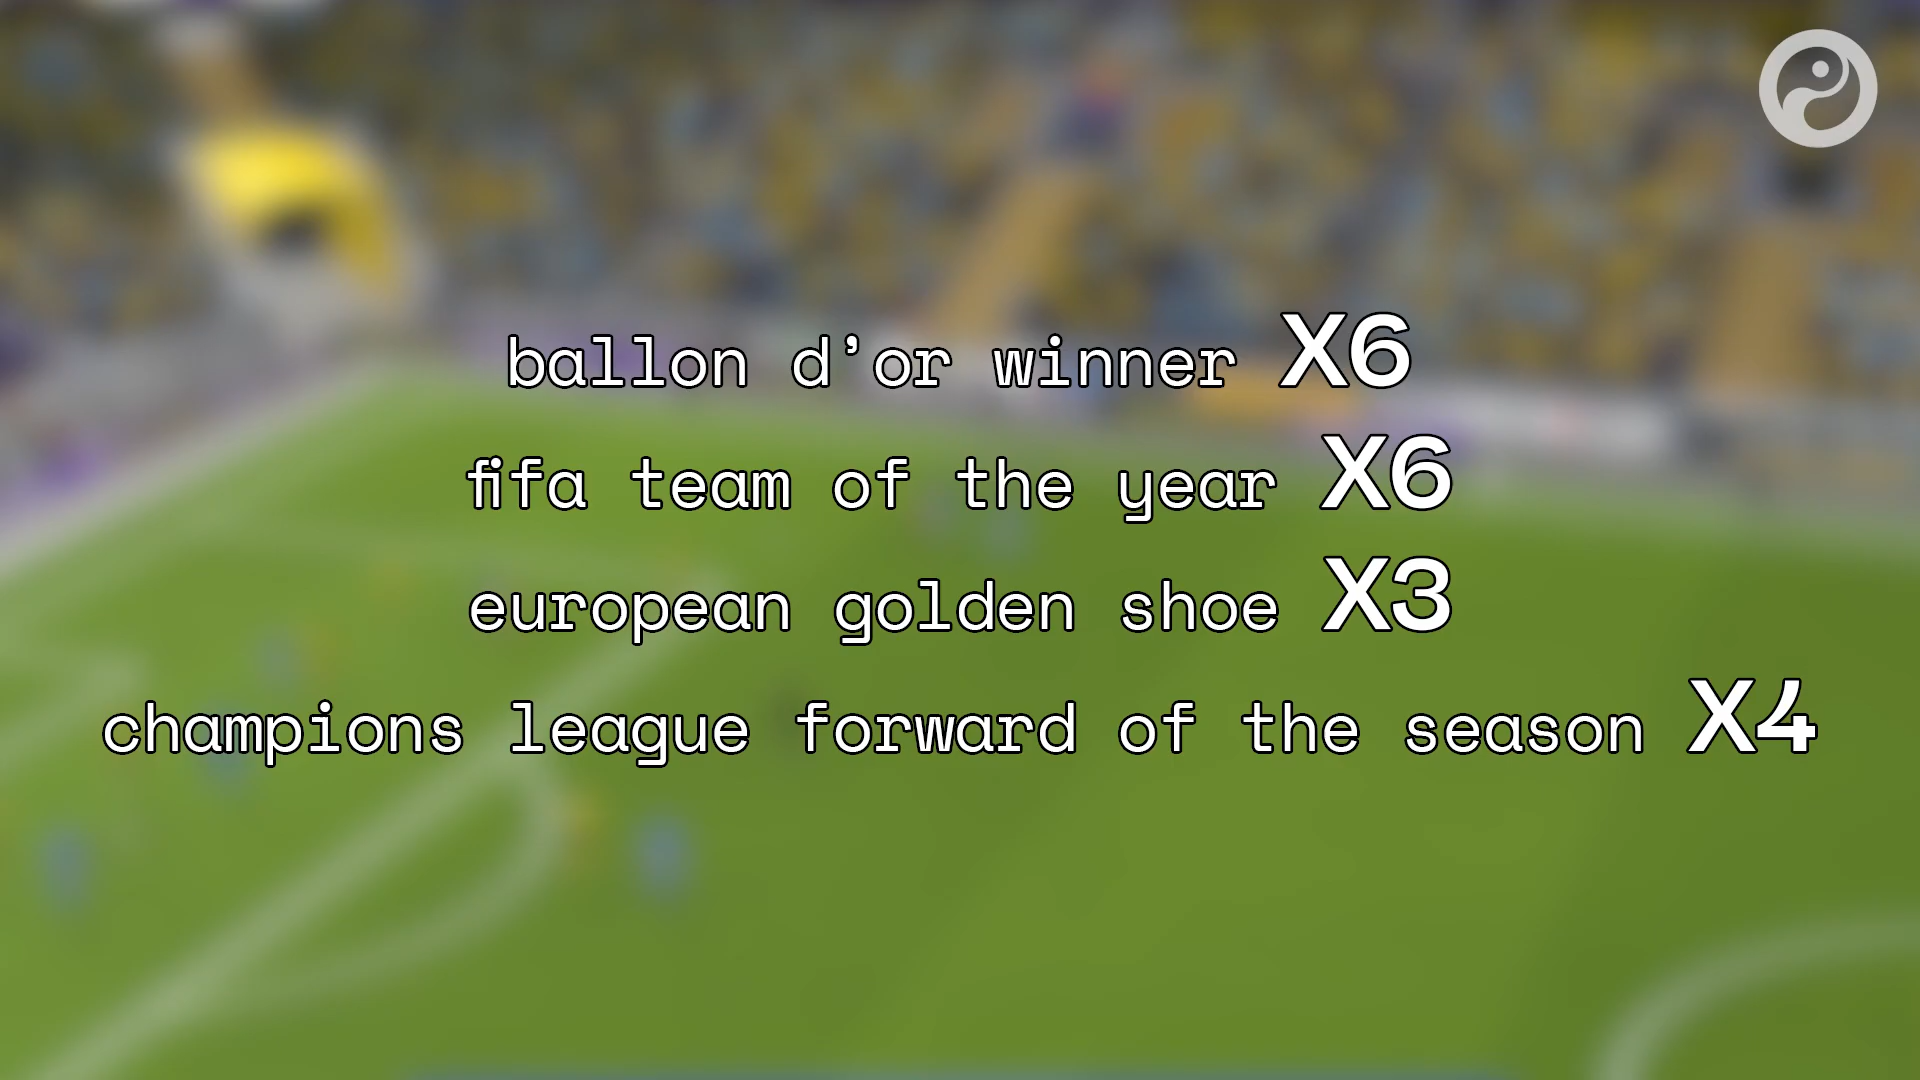 ballon d’or winner X6
fifa team of the year X6
european golden shoe X3
champions league forward of the season X4